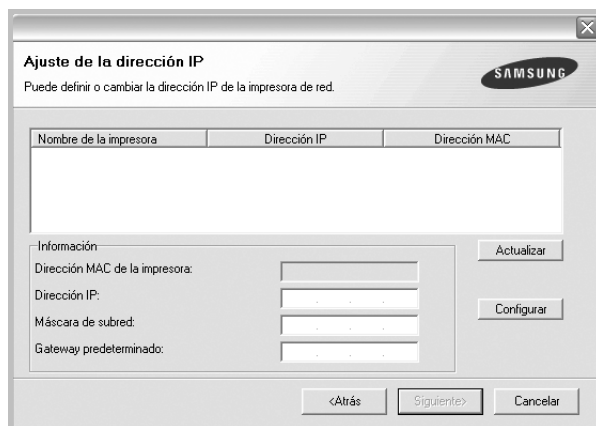 Ajuste de la dirección IP
Puede definir o cambiar la dirección IP de la impresora de red.
SAMSUNG
Nombre de la impresora Dirección IP Dirección MAC
Información
Actualizar
Dirección MAC de la impresora:
Dirección IP:
Configurar
Máscara de subred:
Gateway predeterminado:
<Atrás Siguiente> Cancelar